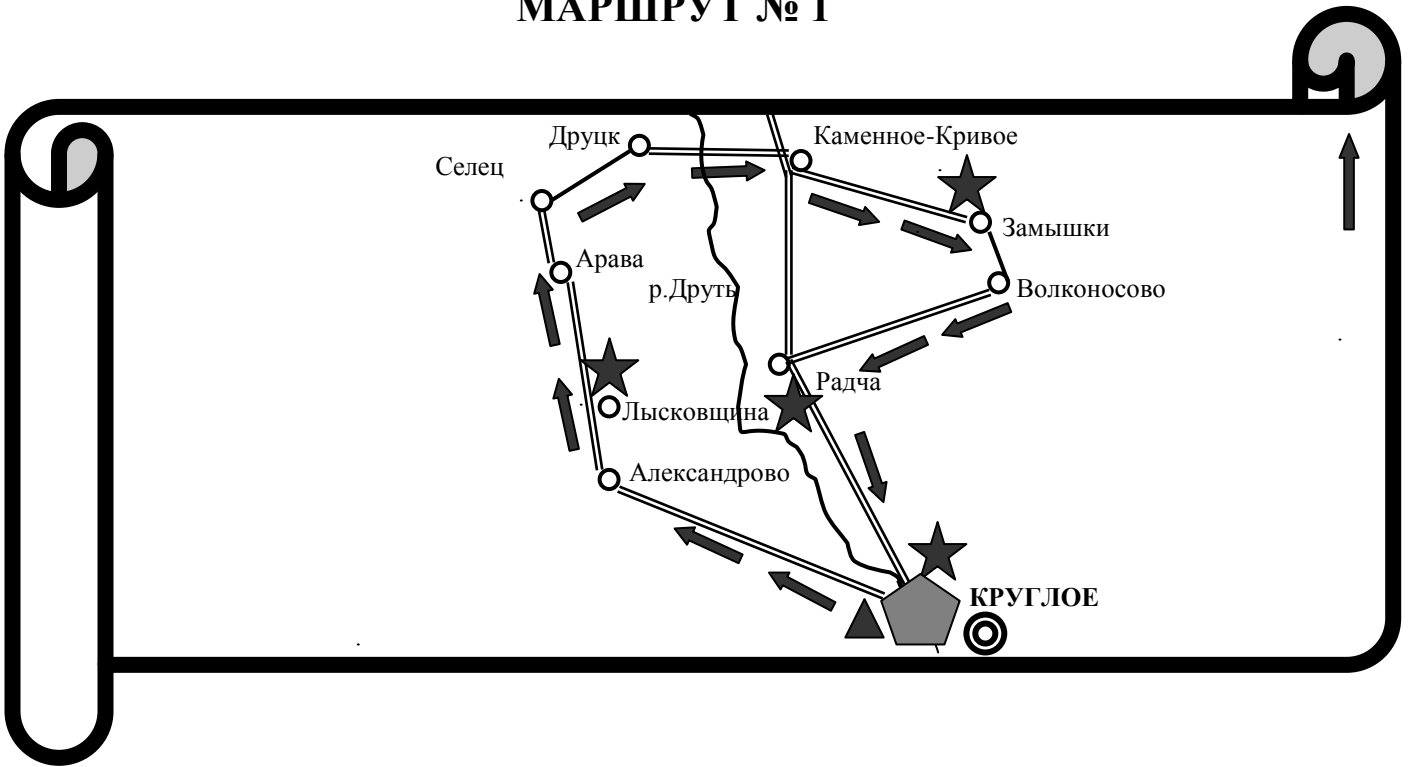 МАРШРУТ № 1
Друцк
Каменное-Кривое
Селец
Замышки
Арава
р.Друть
Волконосово
Радча
Лысковщина
Александрово
КРУГЛОЕ